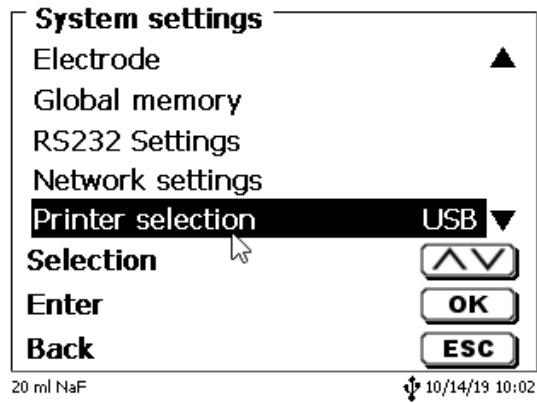 System settings
Electrode
Global memory
RS232 Settings
Network settings
Printer selection USB
Selection
Enter OK
Back ESC
20 ml NaF 10/14/19 10:02